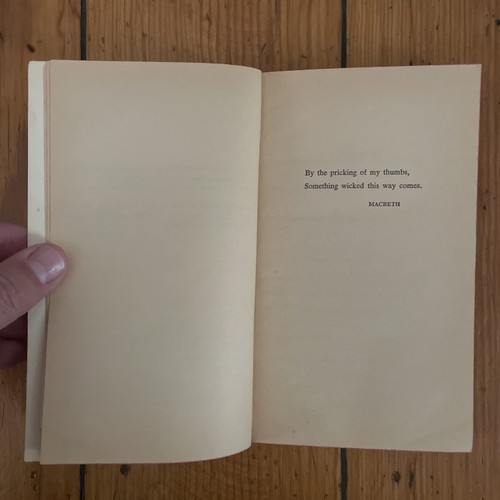 By the pricking of my thumbs,
Something wicked this way comes.
MACBETH